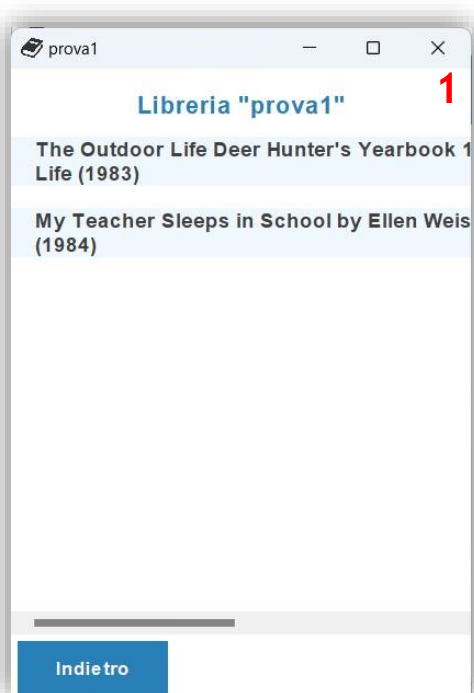 prova1
1
Libreria "prova1"
The Outdoor Life Deer Hunter's Yearbook 1
Life (1983)
My Teacher Sleeps in School by Ellen Weis
(1984)
Indietro